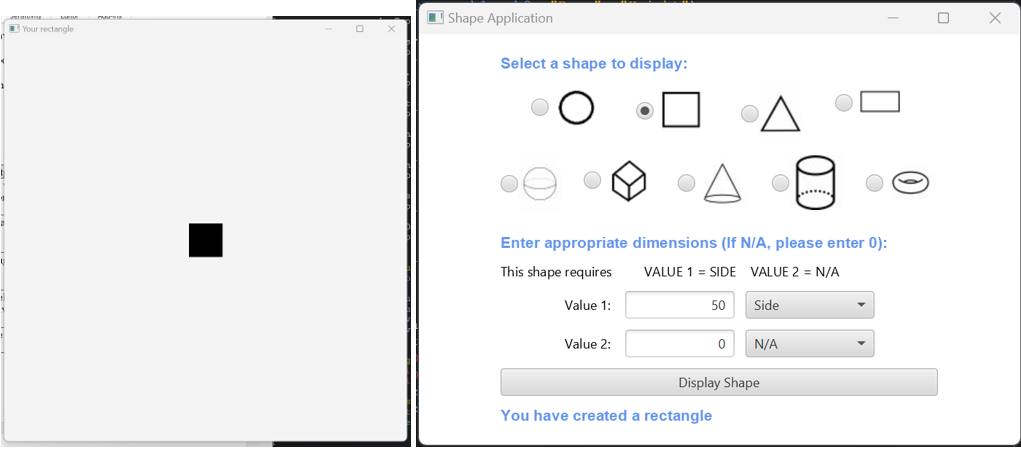 Your rectangle
Shape Application
Select a shape to display:
Enter appropriate dimensions (If N/A, please enter 0):
This shape requires VALUE 1 = SIDE VALUE 2 = N/A
Value 1: 50 Side
Value 2: 0 N/A
Display Shape
You have created a rectangle